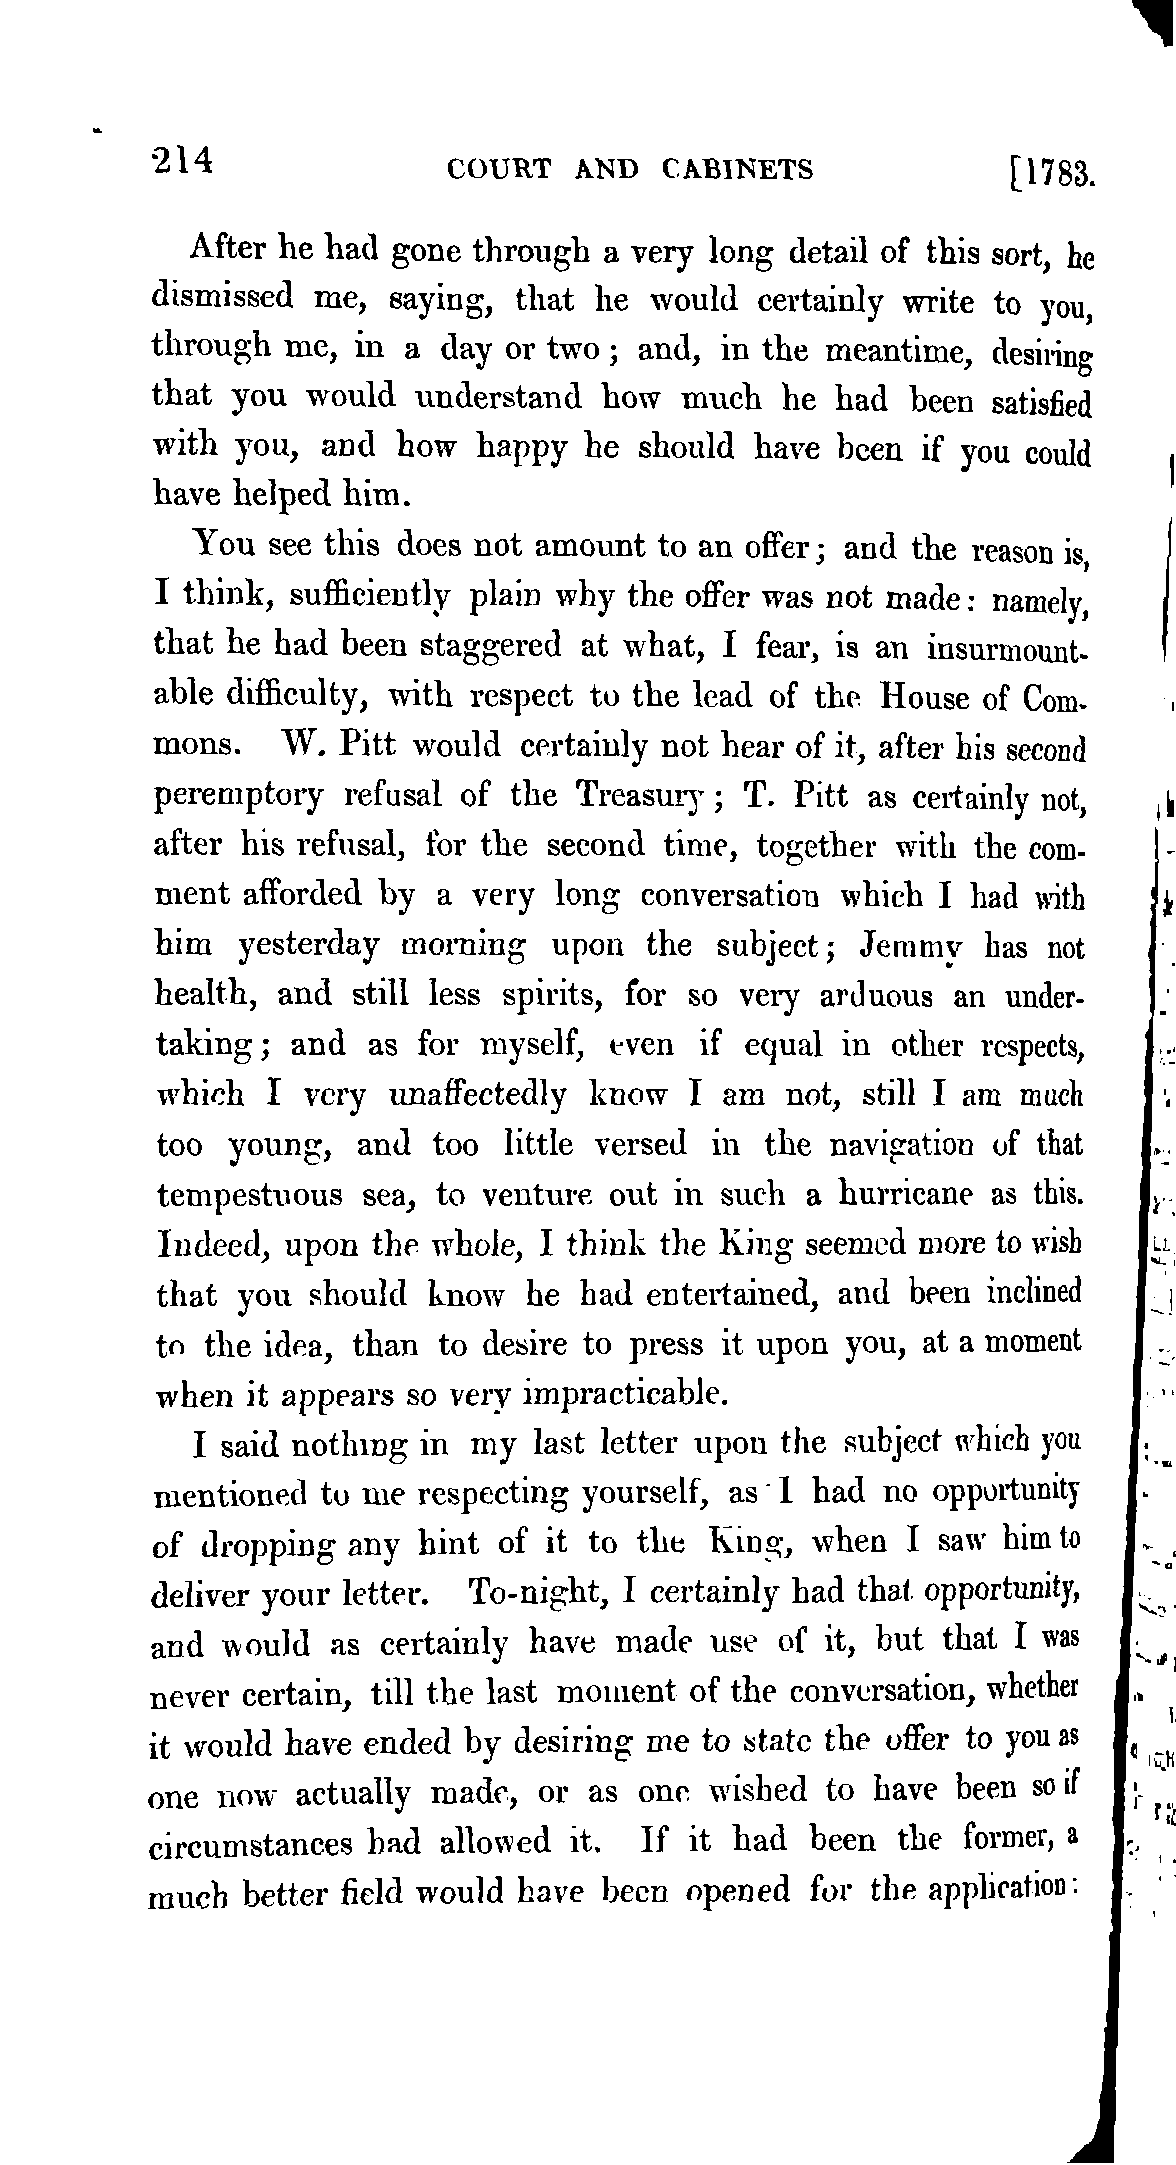 214 COURT AND CABINETS [1783.
After he had gone through a very long detail of this sort, he
dismissed me, saying, that he would certainly write to you,
through me, in a day or two; and, in the meantime, desiring
that you would understand how much he had been satisfied
with you, and how happy he should have been if you could
have helped him.
You see this does not amount to an offer; and the reason is,
I think, sufficiently plain why the offer was not made: namely,
that he had been staggered at what, I fear, is an insurmount-
able difficulty, with respect to the lead of the House of Com-
mons. W. Pitt would certainly not hear of it, after his second
peremptory refusal of the Treasury; T. Pitt as certainly not,
after his refusal, for the second time, together with the com-
ment afforded by a very long conversation which I had with
him yesterday morning upon the subject; Jemmy has not
health, and still less spirits, for so very arduous an under-
taking; and as for myself, even if equal in other respects,
which I very unaffectedly know I am not, still I am much
too young, and too little versed in the navigation of that
tempestuous sea, to venture out in such a hurricane as this.
Indeed, upon the whole, I think the King seemed more to wish
that you should know he had entertained, and been inclined
to the idea, than to desire to press it upon you, at a moment
when it appears so very impracticable.
I said nothing in my last letter upon the subject which you
mentioned to me respecting yourself, as I had no opportunity
of dropping any hint of it to the King, when I saw him to
deliver your letter. To-night, I certainly had that opportunity,
and would as certainly have made use of it, but that I was
never certain, till the last moment of the conversation, whether
it would have ended by desiring me to state the offer to you as
one now actually made, or as one wished to have been so if
circumstances had allowed it. If it had been the former, a
much better field would have been opened for the application: